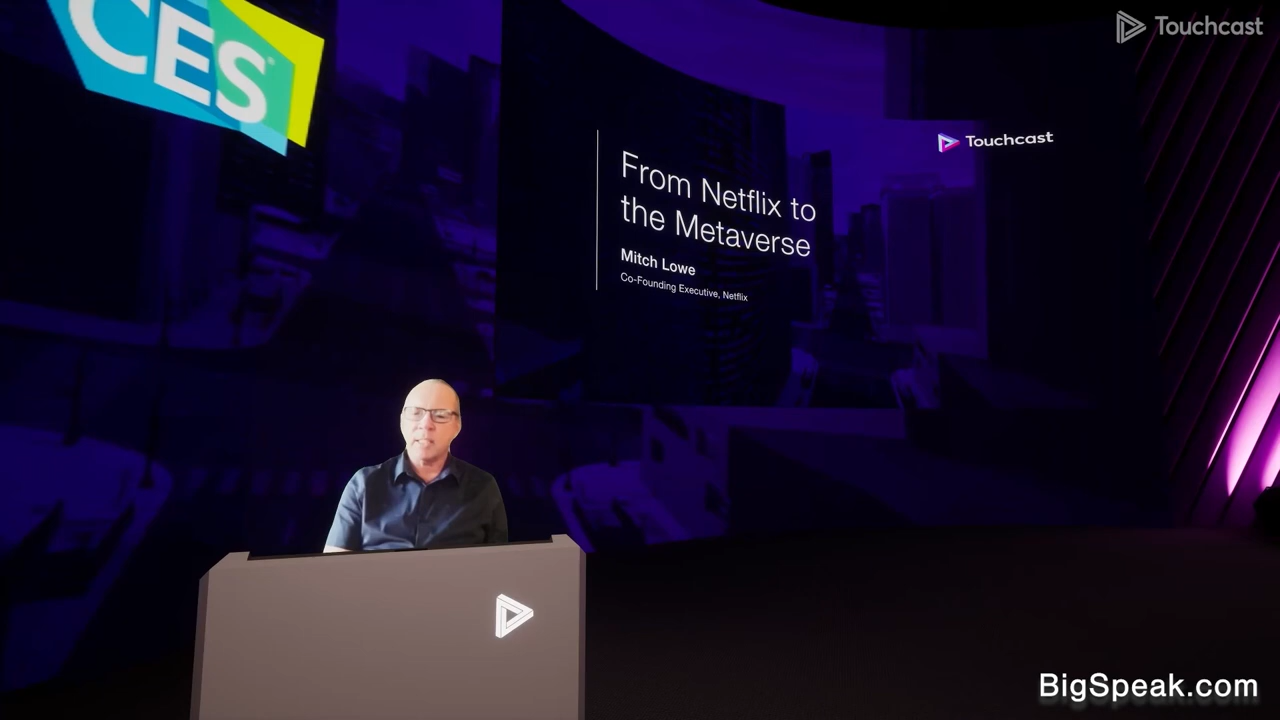 CES
Touchcast
Touchcast
From Netflix to
the Metaverse
Mitch Lowe
Co-Founding Executive, Netflix
BigSpeak.com